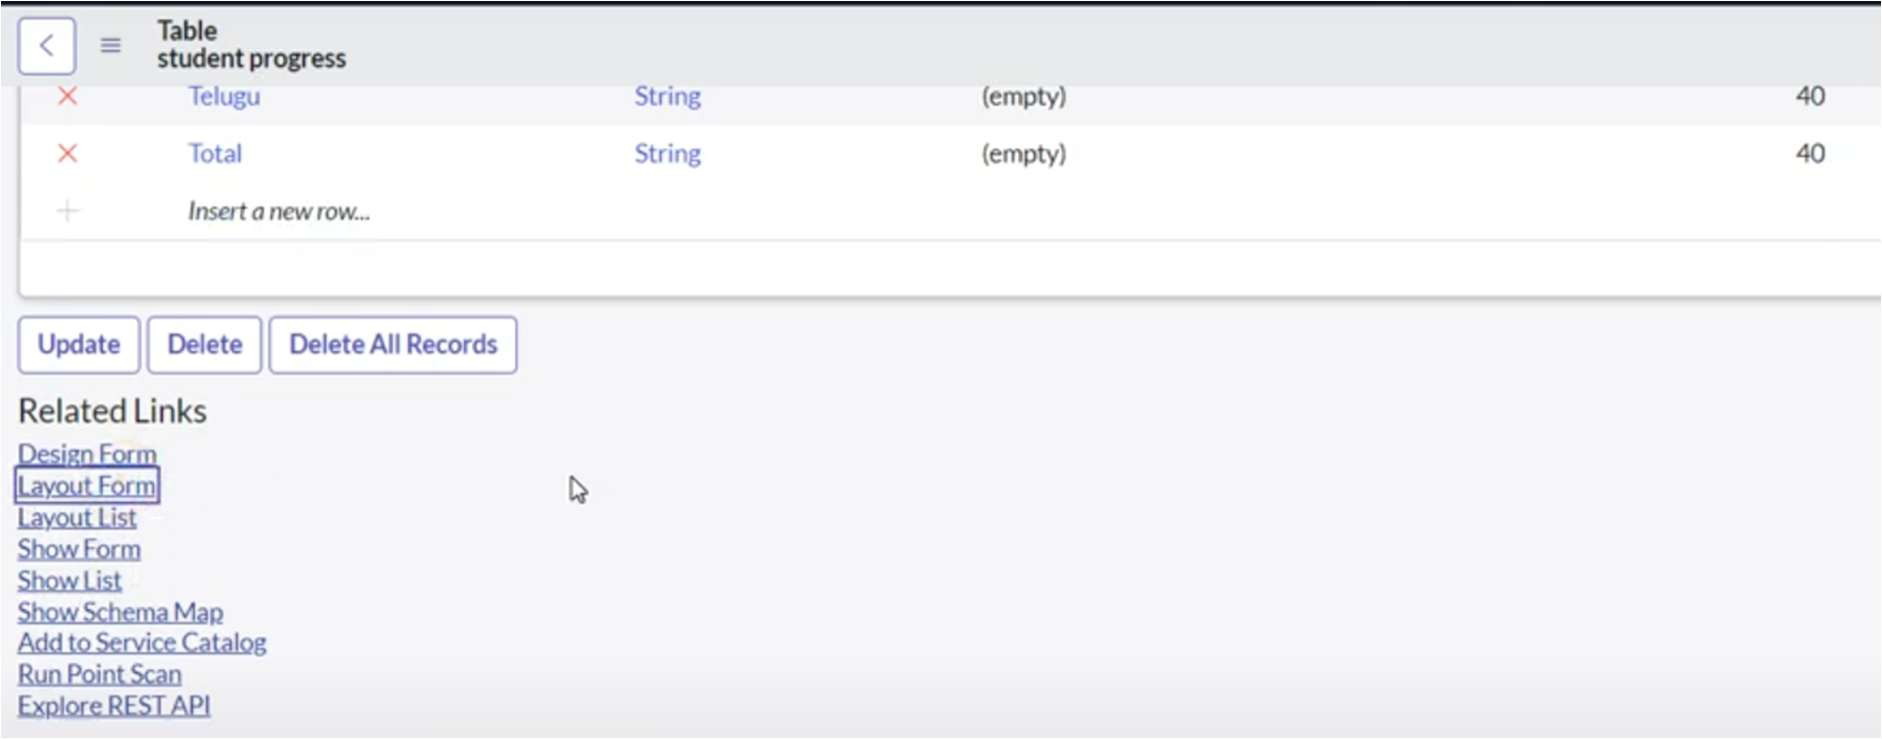 Table
student progress
Telugu String (empty) 40
Total String (empty) 40
Insert a new row...
Update Delete Delete All Records
Related Links
Design Form
Layout Form
Layout List
Show Form
Show List
Show Schema Map
Add to Service Catalog
Run Point Scan
Explore REST API